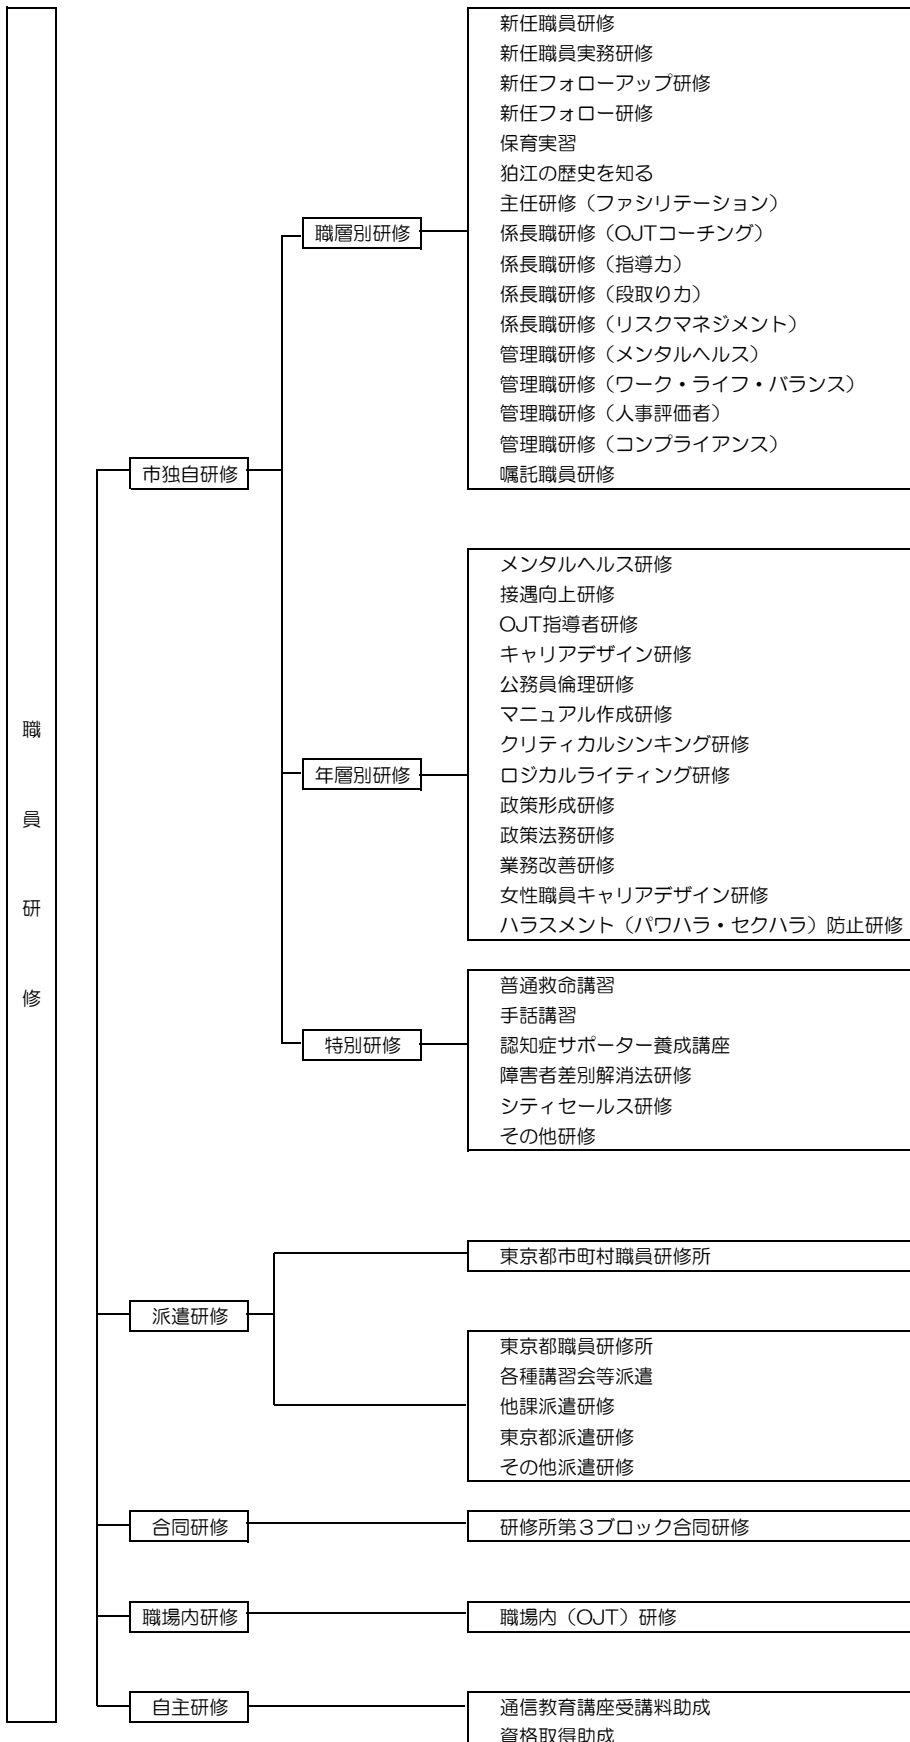 職員研修
市独自研修
職層別研修
新任職員研修
新任職員実務研修
新任フォローアップ研修
新任フォロー研修
保育実習
狛江の歴史を知る
主任研修（ファシリテーション）
係長職研修（OJTコーチング）
係長職研修（指導力）
係長職研修（段取り力）
係長職研修（リスクマネジメント）
管理職研修（メンタルヘルス）
管理職研修（ワーク・ライフ・バランス）
管理職研修（人事評価者）
管理職研修（コンプライアンス）
嘱託職員研修
年層別研修
メンタルヘルス研修
接遇向上研修
OJT指導者研修
キャリアデザイン研修
公務員倫理研修
マニュアル作成研修
クリティカルシンキング研修
ロジカルライティング研修
政策形成研修
政策法務研修
業務改善研修
女性職員キャリアデザイン研修
ハラスメント（パワハラ・セクハラ）防止研修
特別研修
普通救命講習
手話講習
認知症サポーター養成講座
障害者差別解消法研修
シティセールス研修
その他研修
派遣研修
東京都市町村職員研修所
東京都職員研修所
各種講習会等派遣
他課派遣研修
東京都派遣研修
その他派遣研修
合同研修
研修所第３ブロック合同研修
職場内研修
職場内（OJT）研修
自主研修
通信教育講座受講料助成
資格取得助成